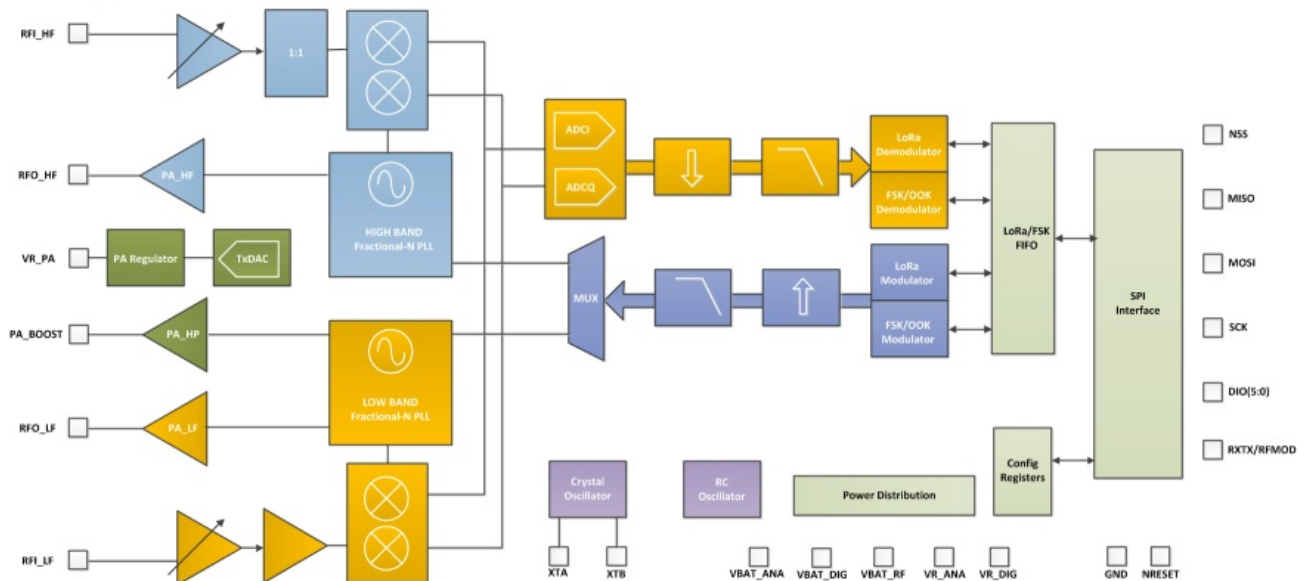 RFI_HF
1:1
RFO_HF
PA_HF
HIGH BAND
Fractional-N PLL
VR_PA
PA Regulator
TxDAC
PA_BOOST
PA_HP
RFO_LF
PA_LF
LOW BAND
Fractional-N PLL
RFI_LF
ADCI
ADCQ
MUX
LoRa
Demodulator
FSK/OOK
Demodulator
LoRa
Modulator
FSK/OOK
Modulator
LoRa/FSK
FIFO
SPI
Interface
NSS
MISO
MOSI
SCK
DIO(5:0)
RXTX/RFMOD
Crystal
Oscillator
RC
Oscillator
Power Distribution
Config
Registers
XTA
XTB
VBAT_ANA
VBAT_DIG
VBAT_RF
VR_ANA
VR_DIG
GND
NRESET